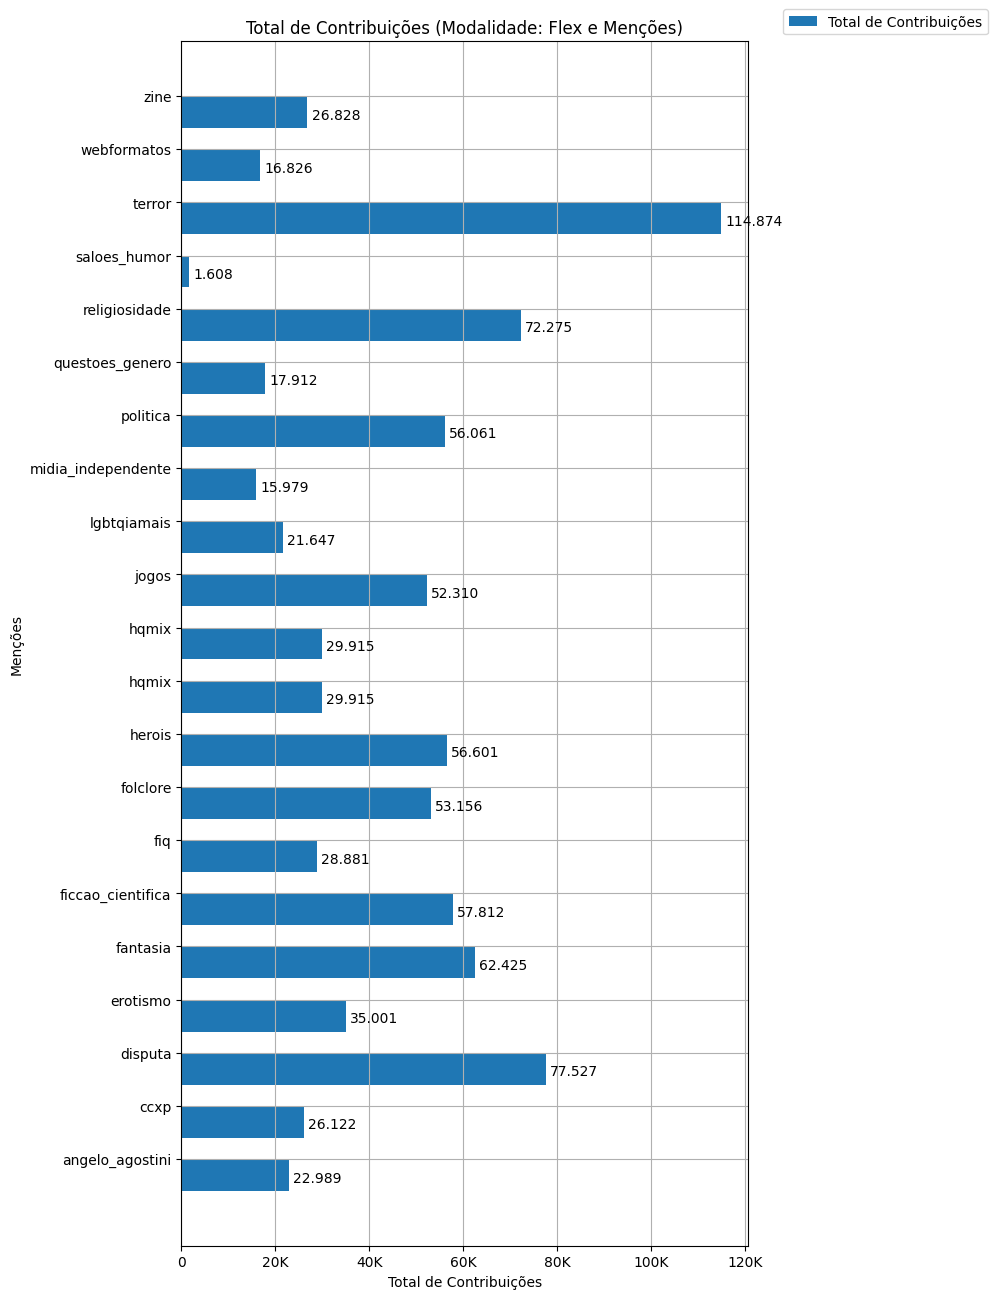 Total de Contribuições (Modalidade: Flex e Menções)
Total de Contribuições
Menções
zine 26.828
webformatos 16.826
terror 114.874
saloes_humor 1.608
religiosidade 72.275
questoes_genero 17.912
politica 56.061
midia_independente 15.979
lgbtqiamais 21.647
jogos 52.310
hqmix 29.915
hqmix 29.915
herois 56.601
folclore 53.156
fiq 28.881
ficcao_cientifica 57.812
fantasia 62.425
erotismo 35.001
disputa 77.527
ccxp 26.122
angelo_agostini 22.989
0 20K 40K 60K 80K 100K 120K
Total de Contribuições